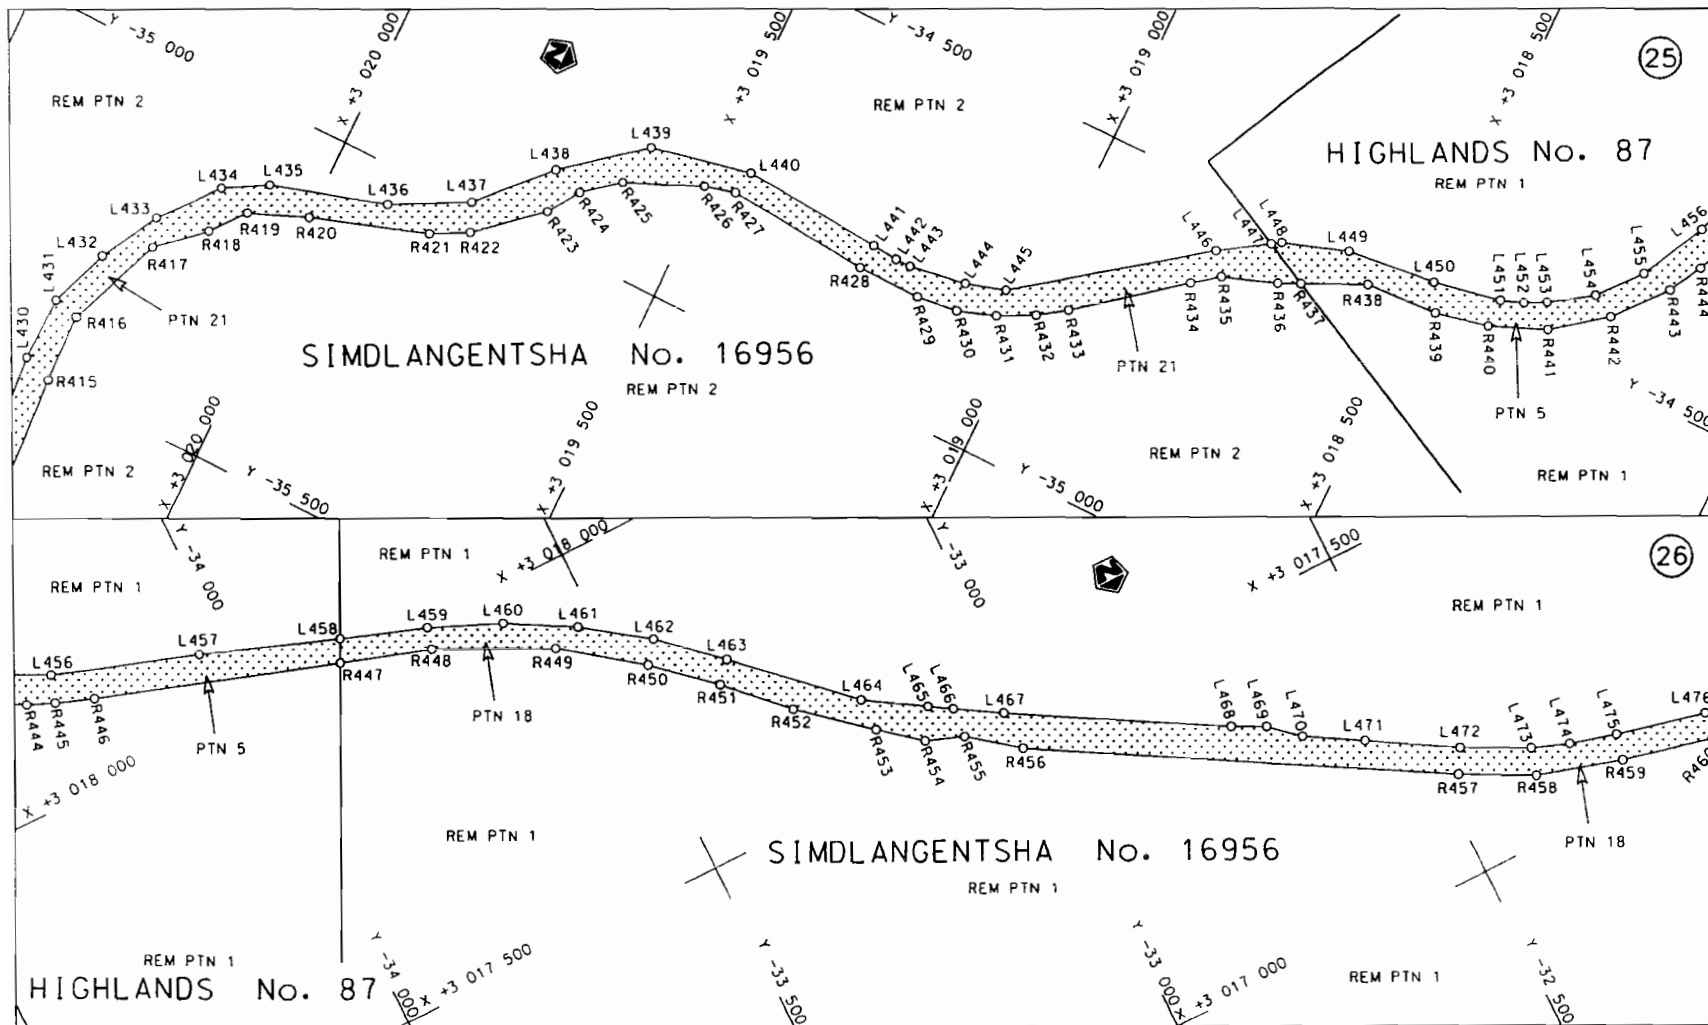 Y -35 000
X +3 020 000
X +3 019 500
Y -34 500
X +3 019 000
X +3 018 500
25
REM PTN 2
REM PTN 2
HIGHLANDS No. 87
REM PTN 1
L430
L431
L432
L433
L434
L435
L436
L437
L438
L439
L440
L441
L442
L443
L444
L445
L446
L447
L448
L449
L450
L451
L452
L453
L454
L455
L456
R415
R416
R417
R418
R419
R420
R421
R422
R423
R424
R425
R426
R427
R428
R429
R430
R431
R432
R433
R434
R435
R436
R437
R438
R439
R440
R441
R442
R443
R444
PTN 21
PTN 21
PTN 5
SIMDLANGENTSHA No. 16956
REM PTN 2
REM PTN 2
REM PTN 2
REM PTN 1
X +3 020 000
Y -35 500
X +3 019 500
X +3 019 000
Y -35 000
X +3 018 500
Y -34 500
26
REM PTN 1
REM PTN 1
REM PTN 1
Y -34 000
X +3 018 000
Y -33 000
X +3 017 500
L456
L457
L458
L459
L460
L461
L462
L463
L464
L465
L466
L467
L468
L469
L470
L471
L472
L473
L474
L475
L476
R444
R445
R446
R447
R448
R449
R450
R451
R452
R453
R454
R455
R456
R457
R458
R459
R460
PTN 5
PTN 18
PTN 18
X +3 018 000
REM PTN 1
SIMDLANGENTSHA No. 16956
REM PTN 1
REM PTN 1
HIGHLANDS No. 87
REM PTN 1
Y -34 000
X +3 017 500
Y -33 500
Y -33 000
X +3 017 000
Y -32 500